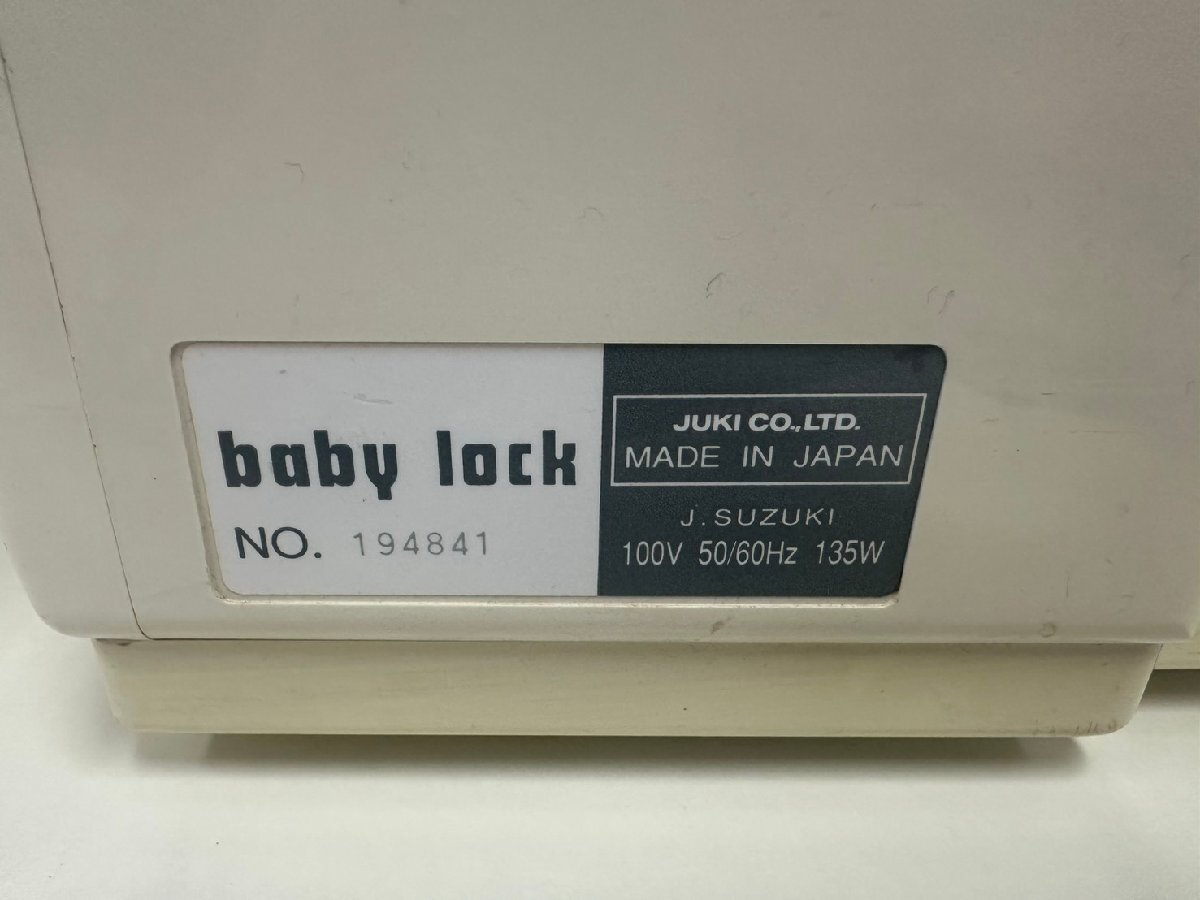 baby lock
NO. 194841
JUKI CO.,LTD.
MADE IN JAPAN
J.SUZUKI
100V 50/60Hz 135W